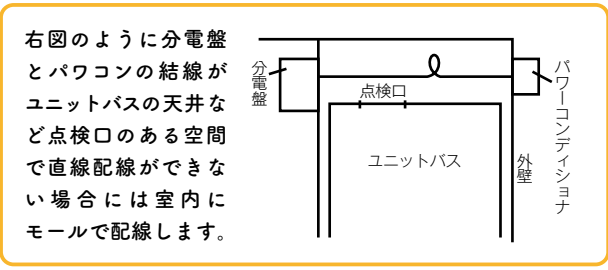 右図のように分電盤
とパワコンの結線が
ユニットバスの天井な
ど点検口のある空間
で直線配線ができな
い場合には室内に
モールで配線します。
分電盤
点検口
ユニットバス
外壁
パワーコンディショナ